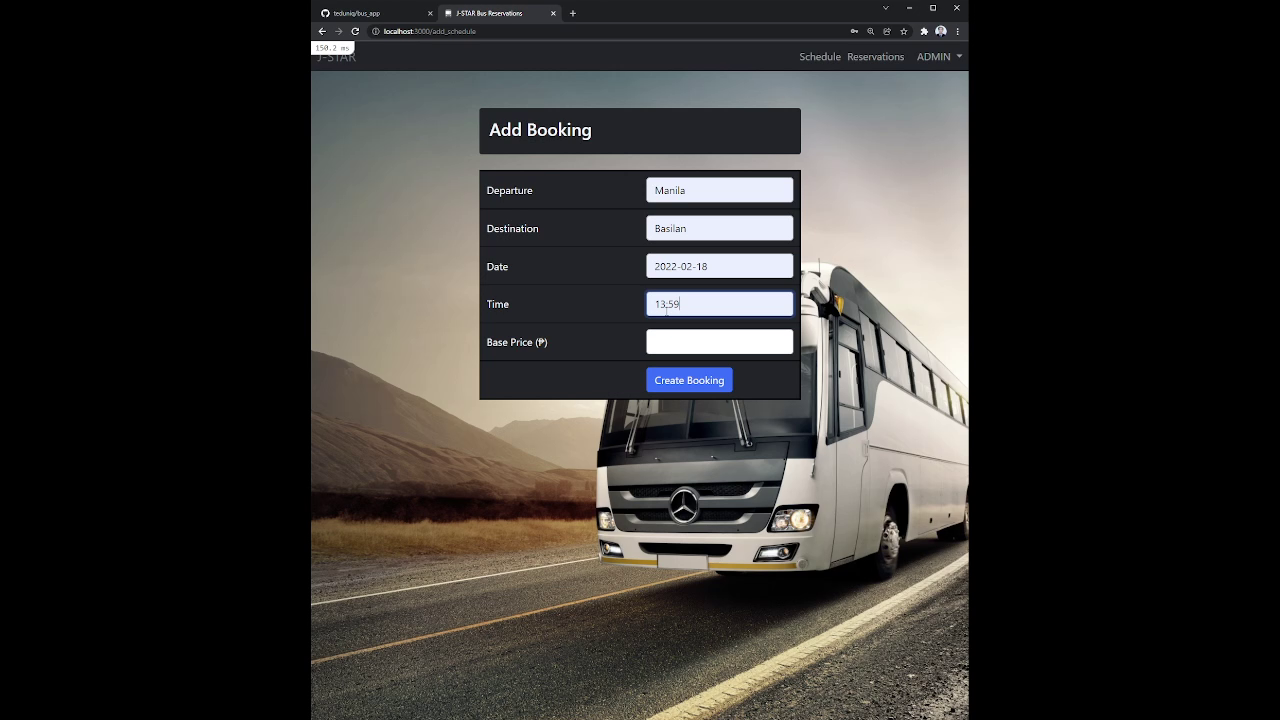 teduniq/bus_app
J-STAR Bus Reservations
localhost:3000/add_schedule
150.2 ms
J-STAR
Schedule Reservations ADMIN
Add Booking
Departure Manila
Destination Basilan
Date 2022-02-18
Time 13:59
Base Price (₱)
Create Booking